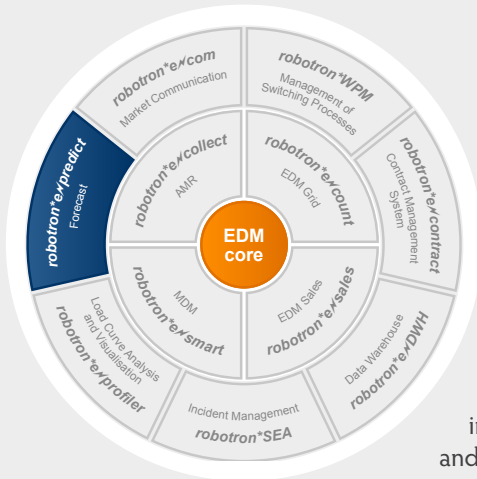 robotron*e~com
Market Communication
robotron*WPM
Management of
Switching Processes
robotron*e~contract
Contract Management
System
robotron*e~DWH
Data Warehouse
robotron*SEA
Incident Management
robotron*e~profiler
Load Curve Analysis
and Visualisation
robotron*e~predict
Forecast
robotron*e~collect
AMR
robotron*e~count
EDM Grid
robotron*e~sales
EDM Sales
robotron*e~smart
MDM
EDM
core
and